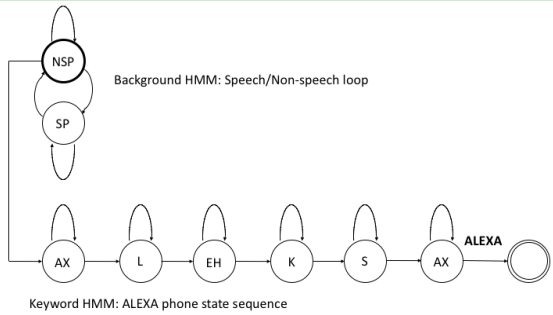 NSP
Background HMM: Speech/Non-speech loop
SP
ALEXA
AX L EH K S AX
Keyword HMM: ALEXA phone state sequence